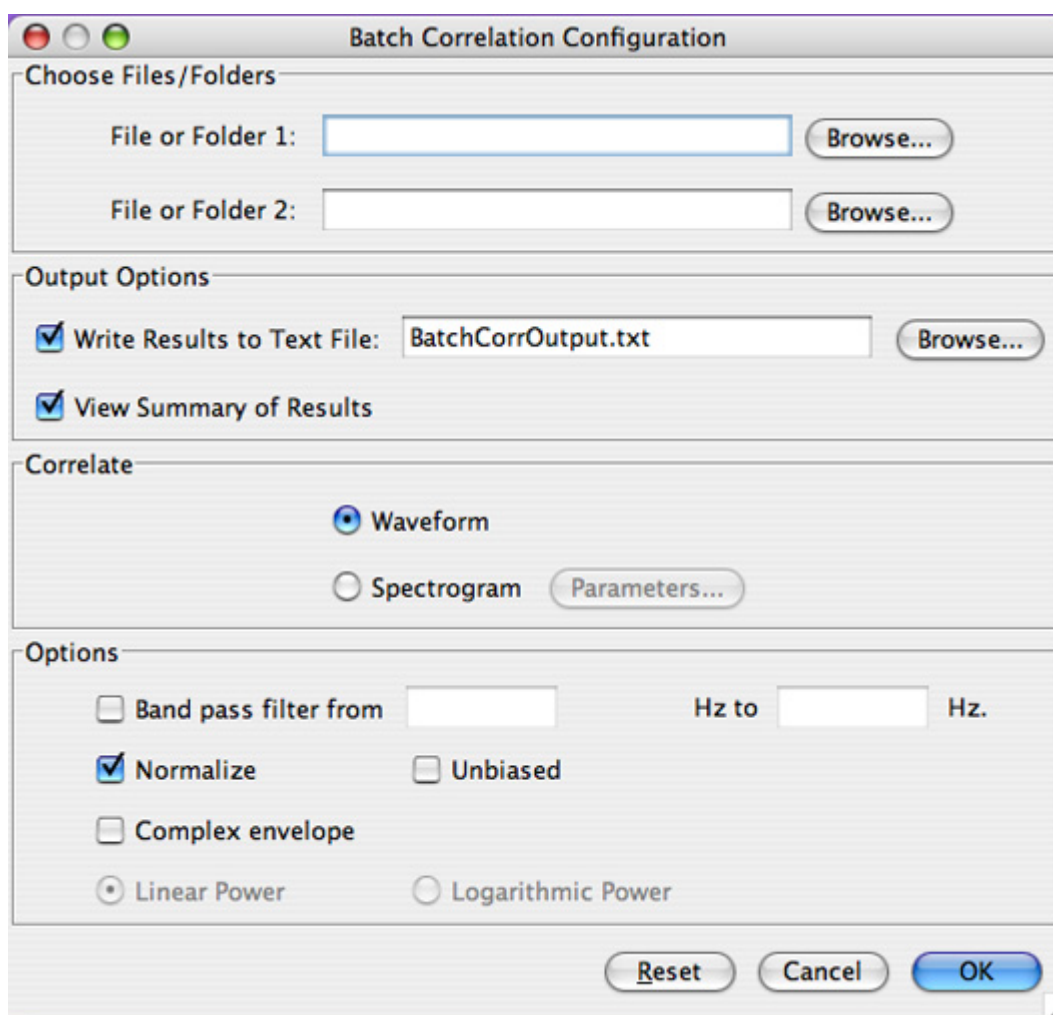 Batch Correlation Configuration
Choose Files/Folders
File or Folder 1: Browse...
File or Folder 2: Browse...
Output Options
Write Results to Text File: BatchCorrOutput.txt Browse...
View Summary of Results
Correlate
Waveform
Spectrogram Parameters...
Options
Band pass filter from Hz to Hz.
Normalize Unbiased
Complex envelope
Linear Power Logarithmic Power
Reset Cancel OK